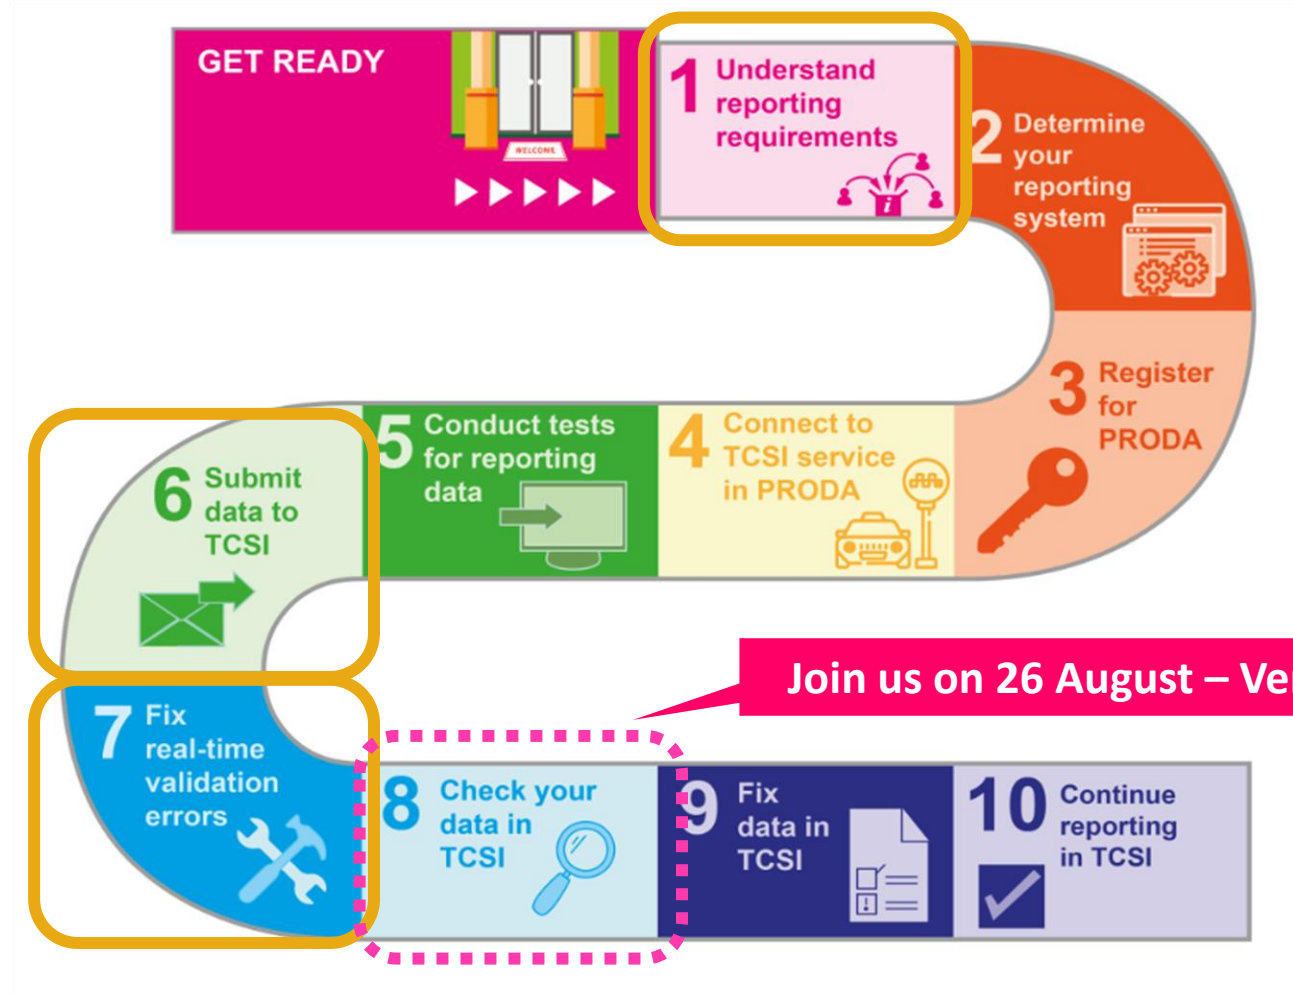 GET READY
WELCOME
1 Understand
reporting
requirements
i
2 Determine
your
reporting
system
3 Register
for
PRODA
4 Connect to
TCSI service
in PRODA
5 Conduct tests
for reporting
data
6 Submit
data to
TCSI
Join us on 26 August –
7 Fix
real-time
validation
errors
8 Check your
data in
TCSI
9 Fix
data in
TCSI
10 Continue
reporting
in TCSI